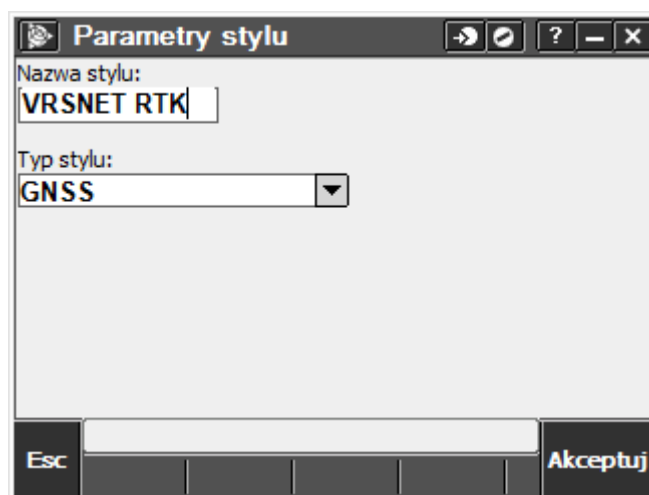 Parametry stylu
?
Nazwa stylu:
VRSNET RTK
Typ stylu:
GNSS
Esc
Akceptuj